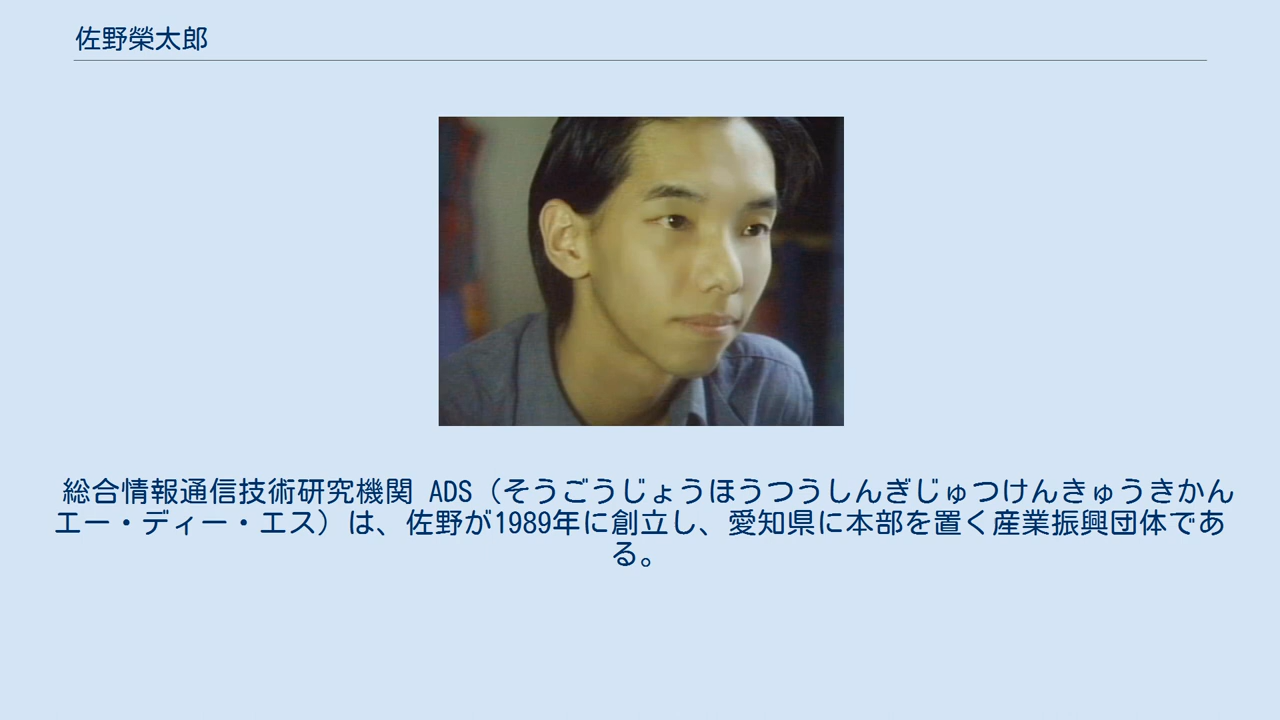 佐野榮太郎
総合情報通信技術研究機関 ADS（そうごうじょうほうつうしんぎじゅつけんきゅうきかん
エー・ディー・エス）は、佐野が1989年に創立し、愛知県に本部を置く産業振興団体であ
る。